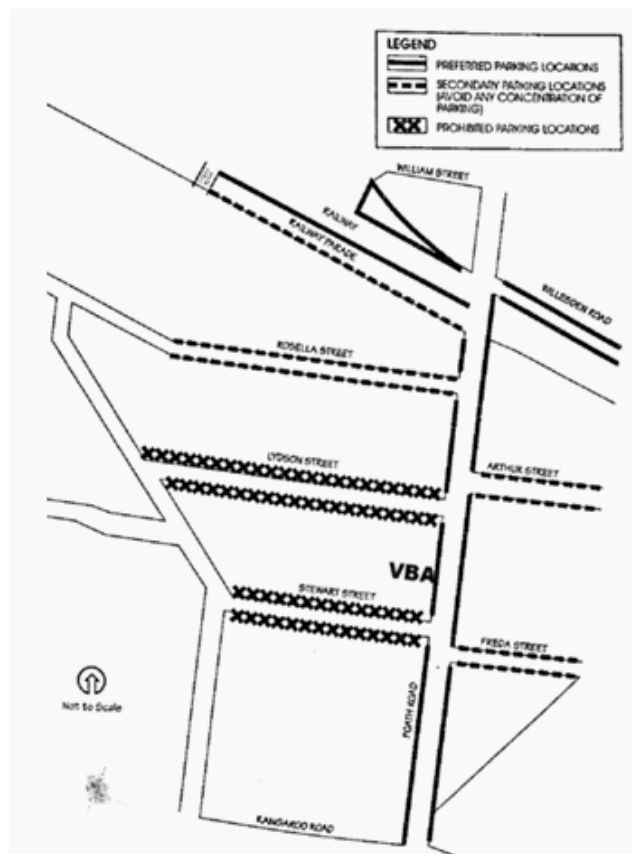 LEGEND
PREFERRED PARKING LOCATIONS
SECONDARY PARKING LOCATIONS
(AVOID ANY CONCENTRATION OF
PARKING)
XX PROHIBITED PARKING LOCATIONS
WILLIAM STREET
RAILWAY
RAILWAY PARADE
WILLESDEN ROAD
ROSELLA STREET
LYDSON STREET
ARTHUR STREET
VBA
STEWART STREET
FREDA STREET
Not to Scale
POATH ROAD
KANGAROO ROAD